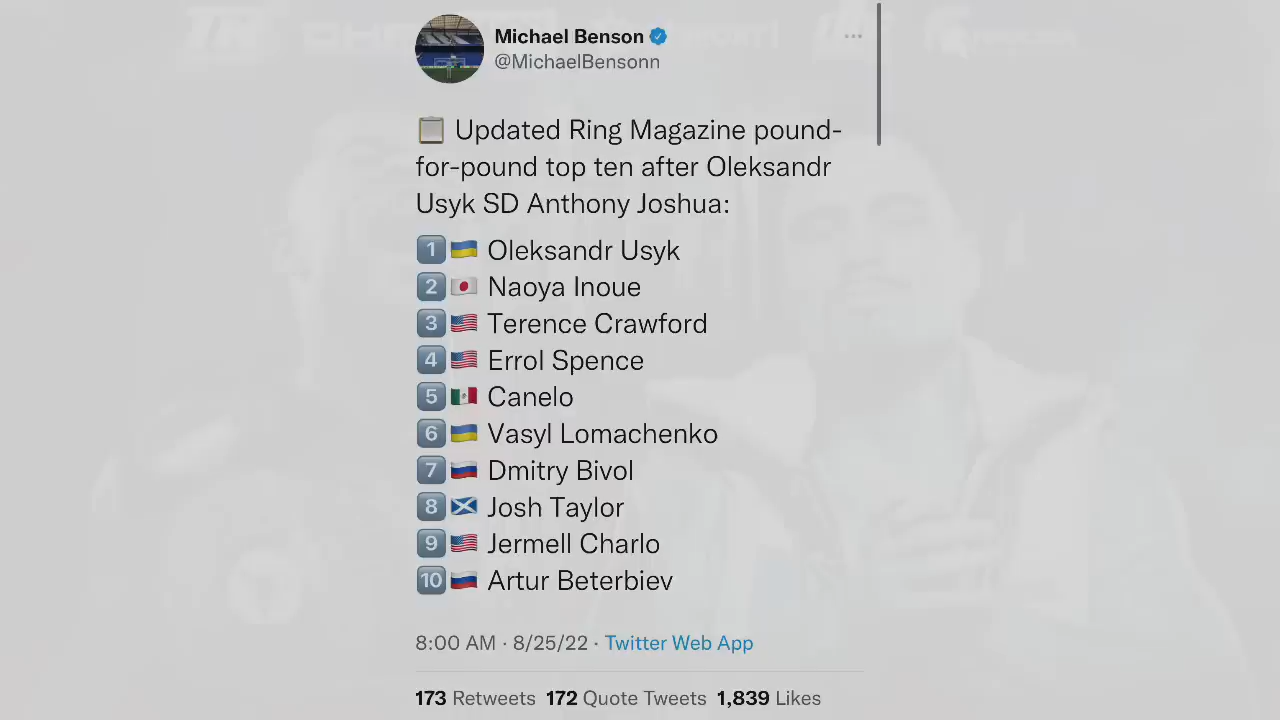 Michael Benson
@MichaelBensonn
📋 Updated Ring Magazine pound-
for-pound top ten after Oleksandr
Usyk SD Anthony Joshua:
1 🇺🇦 Oleksandr Usyk
2 🇯🇵 Naoya Inoue
3 🇺🇸 Terence Crawford
4 🇺🇸 Errol Spence
5 🇲🇽 Canelo
6 🇺🇦 Vasyl Lomachenko
7 🇷🇺 Dmitry Bivol
8 🏴󠁧󠁢󠁳󠁣󠁴󠁿 Josh Taylor
9 🇺🇸 Jermell Charlo
10 🇷🇺 Artur Beterbiev
8:00 AM · 8/25/22 · Twitter Web App
173 Retweets 172 Quote Tweets 1,839 Likes